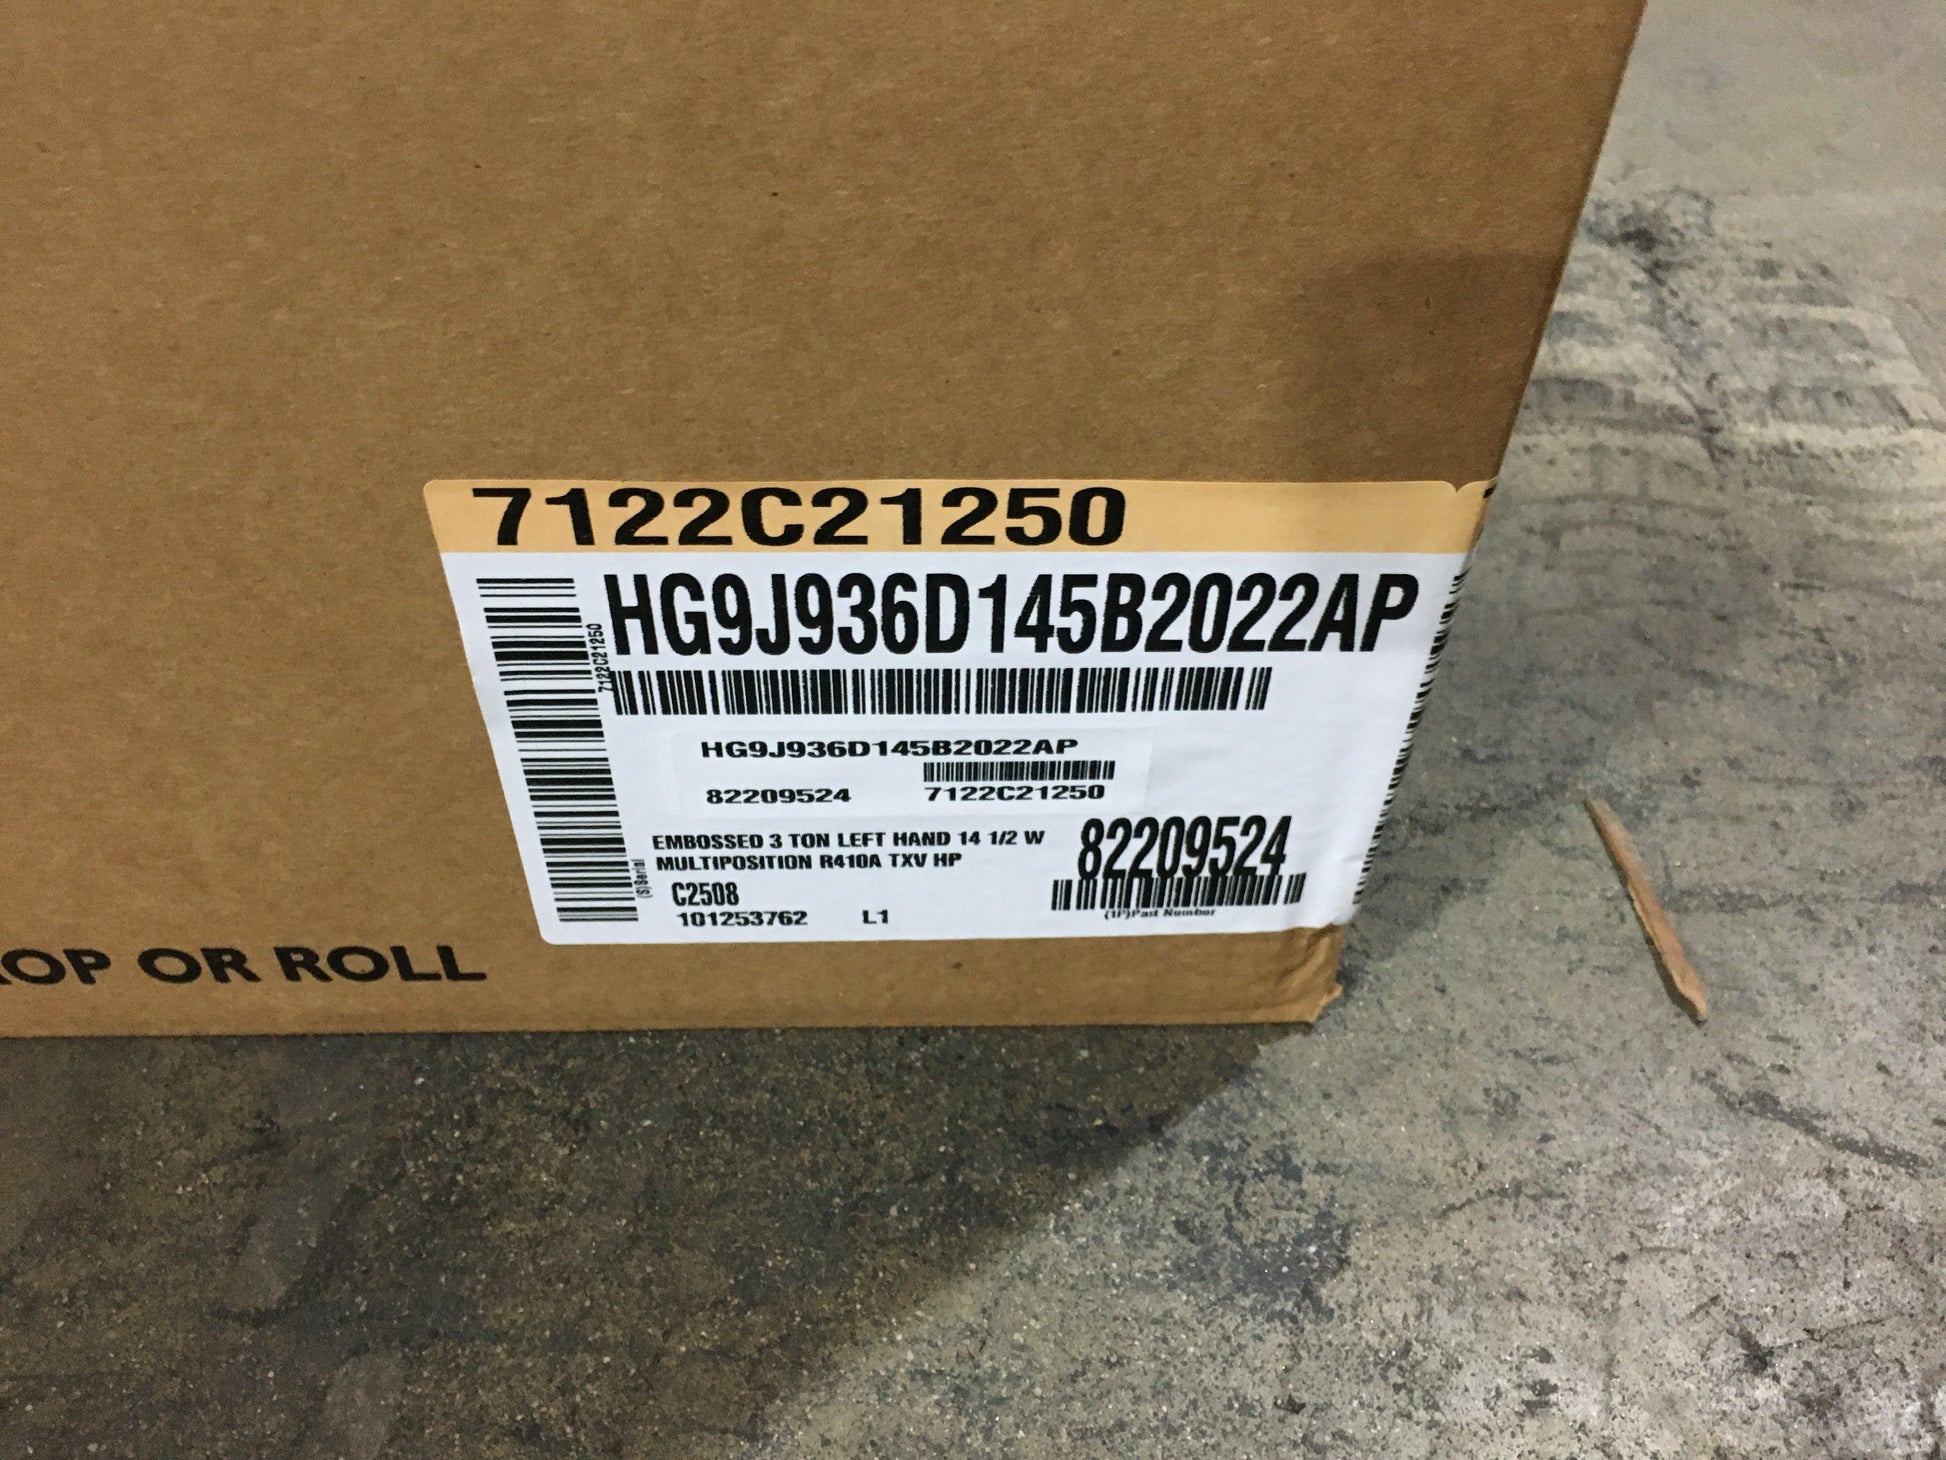 7122C21250
HG9J936D145B2022AP
7122C21250
HG9J936D145B2022AP
82209524 7122C21250
EMBOSSED 3 TON LEFT HAND 14 1/2 W
MULTIPOSITION R410A TXV HP
82209524
(S)Serial
C2508
(1P)Part Number
101253762 L1
OR ROLL